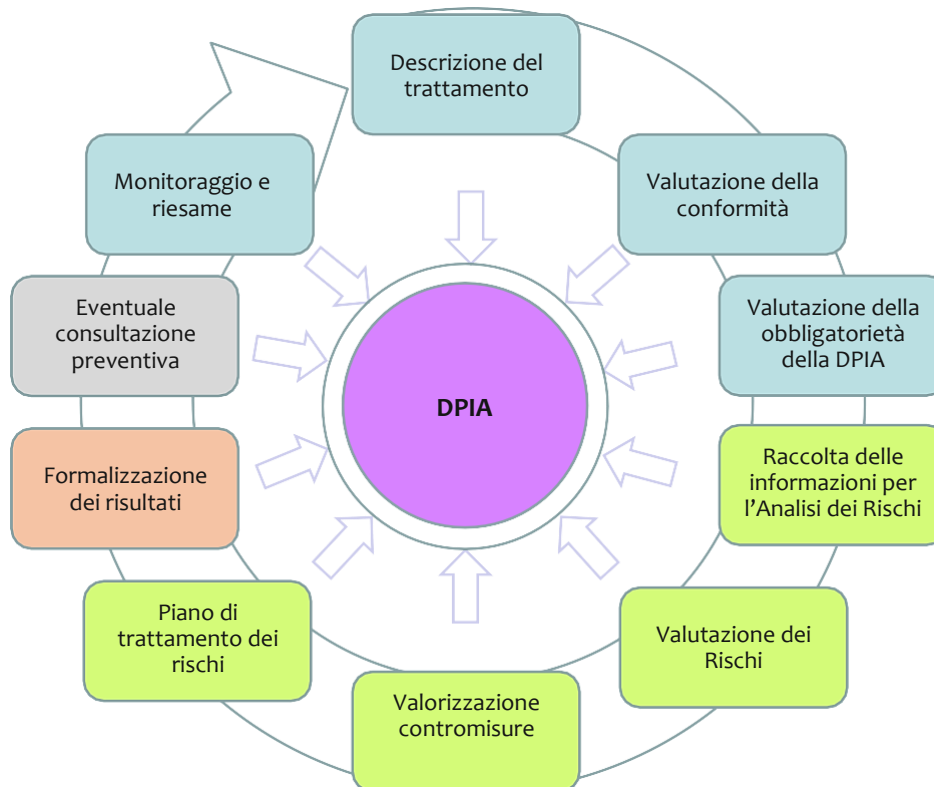 Descrizione del
trattamento
Valutazione della
conformità
Valutazione della
obbligatorietà
della DPIA
Raccolta delle
informazioni per
l’Analisi dei Rischi
Valutazione dei
Rischi
Valorizzazione
contromisure
Piano di
trattamento dei
rischi
Formalizzazione
dei risultati
Eventuale
consultazione
preventiva
Monitoraggio e
riesame
DPIA